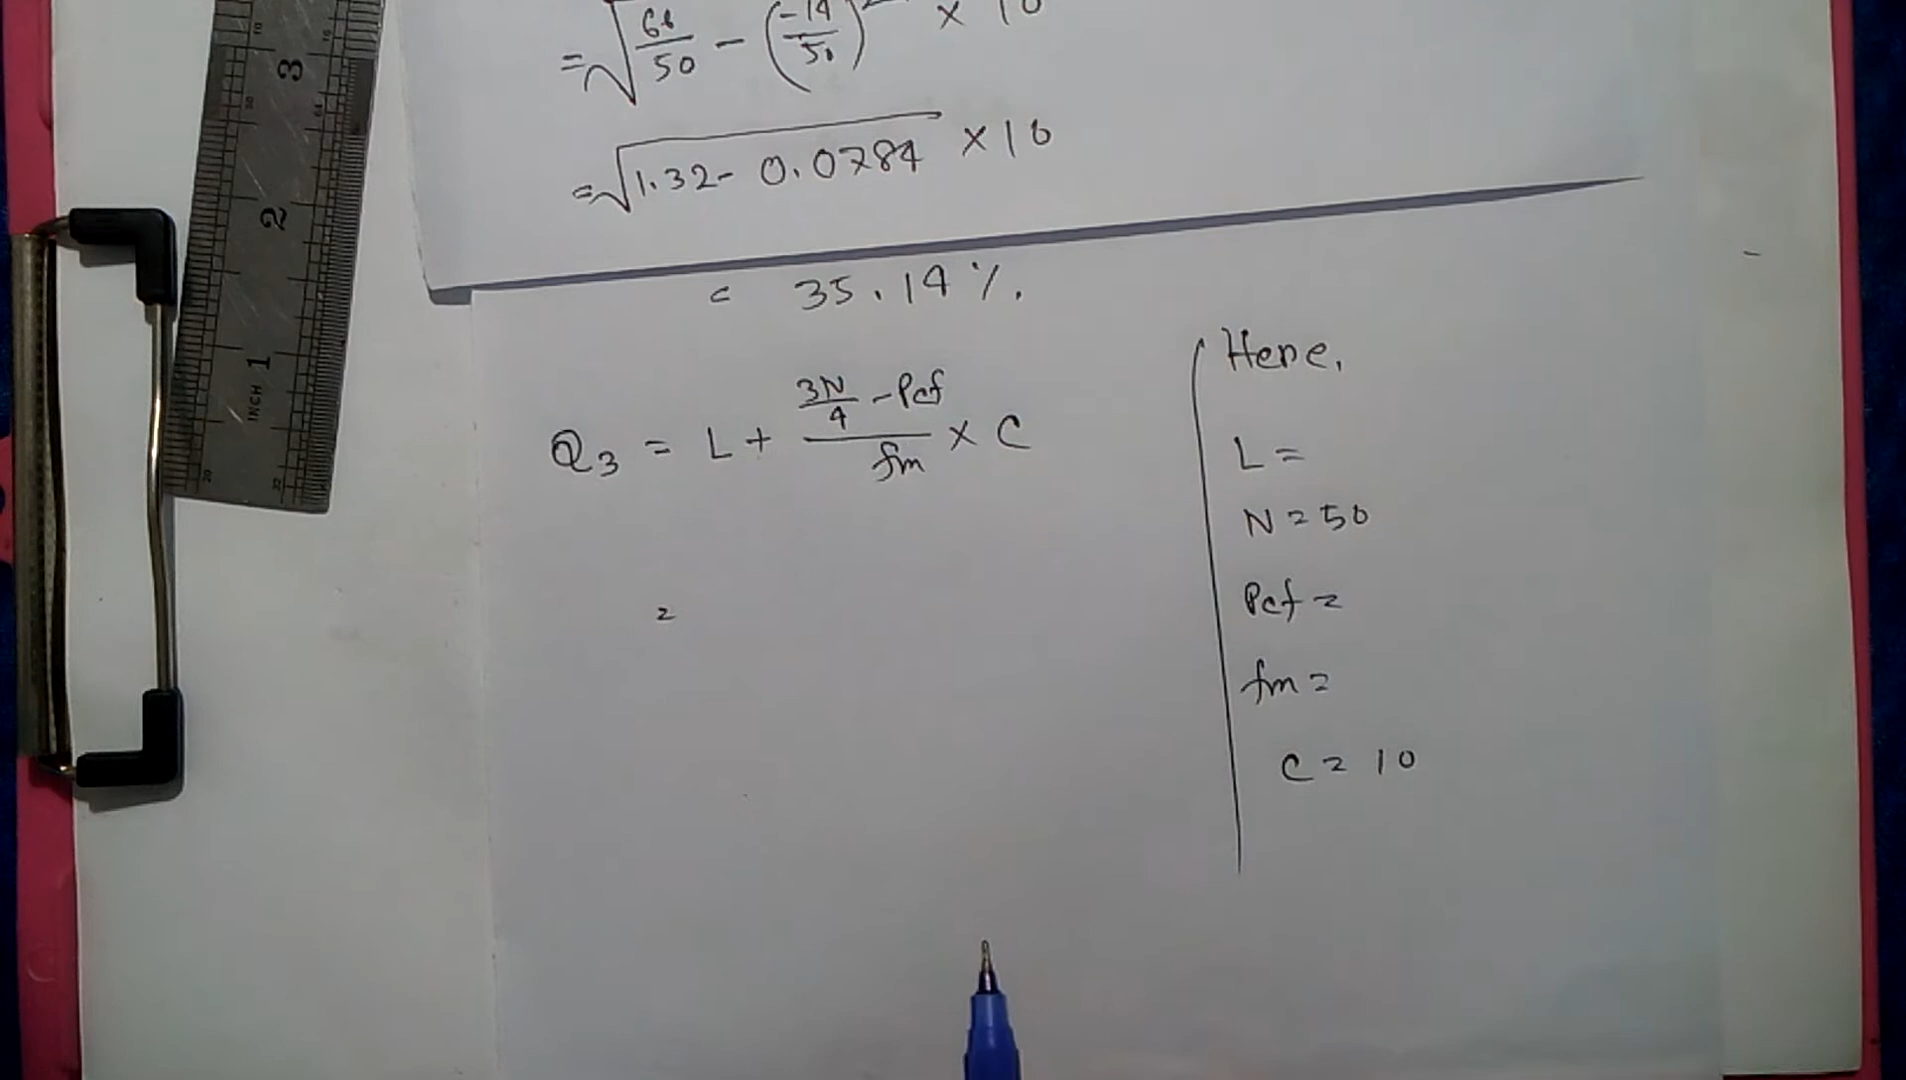 = √(66/50 - (-14/50)² × 10
= √(1.32 - 0.0784) × 10
= 35.14 %.
Q₃ = L + (3N/4 - Pcf)/fm × C
=
Here,
L =
N = 50
Pcf =
fm =
C = 10
3
2
1
INCH